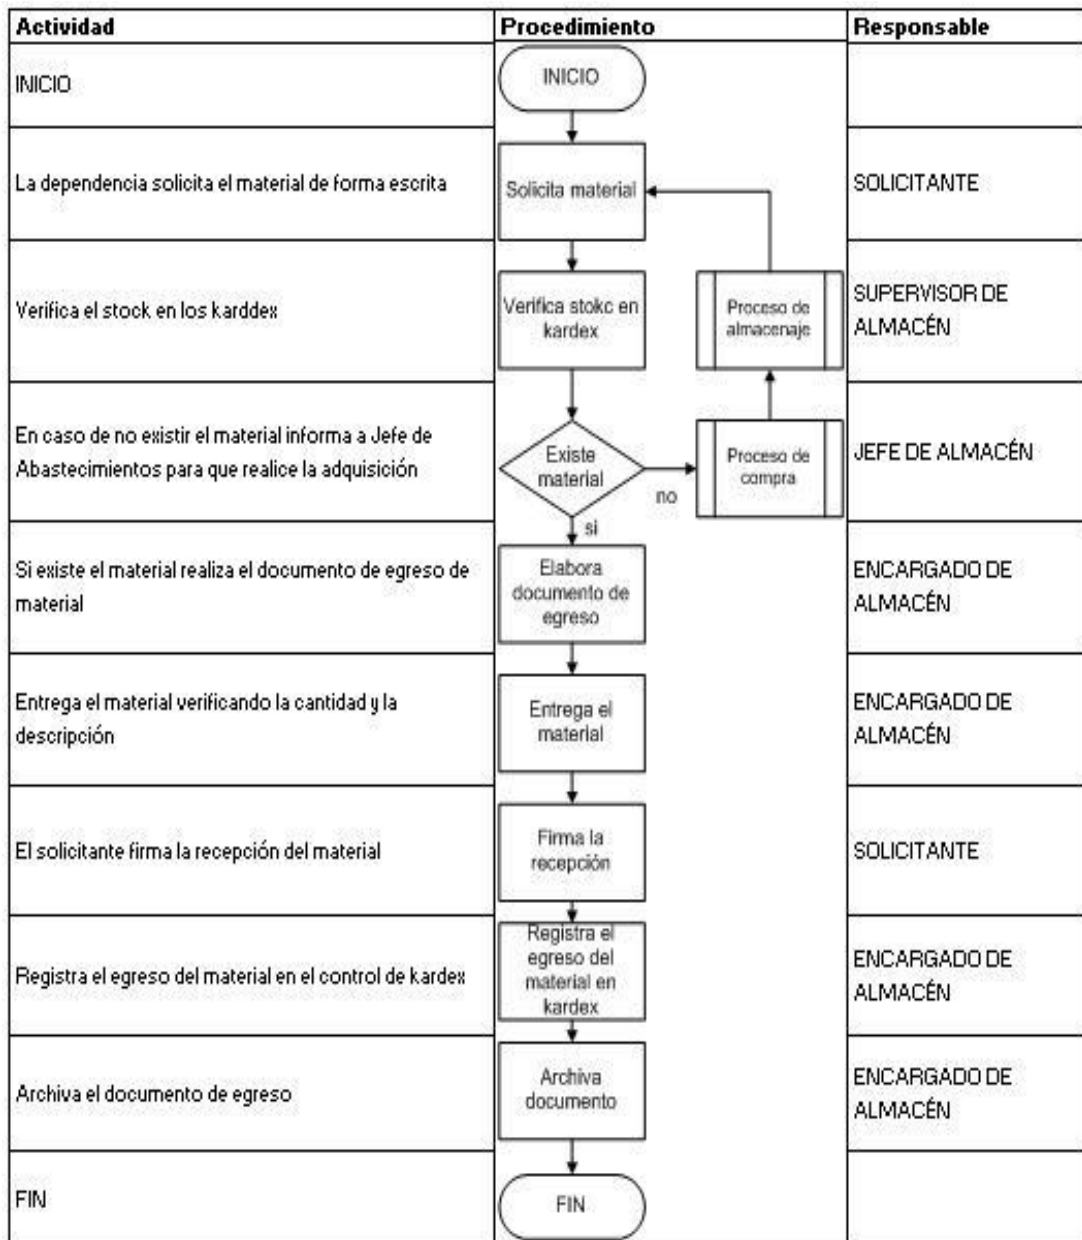 Actividad Procedimiento Responsable
INICIO INICIO
La dependencia solicita el material de forma escrita Solicita material SOLICITANTE
Verifica el stock en los karddex
Verifica stokc en
kardex
Proceso de
almacenaje
SUPERVISOR DE
ALMACÉN
En caso de no existir el material informa a Jefe de
Abastecimientos para que realice la adquisición
Existe
material
no
si
Proceso de
compra
JEFE DE ALMACÉN
Si existe el material realiza el documento de egreso de
material
Elabora
documento de
egreso
ENCARGADO DE
ALMACÉN
Entrega el material verificando la cantidad y la
descripción
Entrega el
material
ENCARGADO DE
ALMACÉN
El solicitante firma la recepción del material
Firma la
recepción
SOLICITANTE
Registra el egreso del material en el control de kardex
Registra el
egreso del
material en
kardex
ENCARGADO DE
ALMACÉN
Archiva el documento de egreso
Archiva
documento
ENCARGADO DE
ALMACÉN
FIN FIN